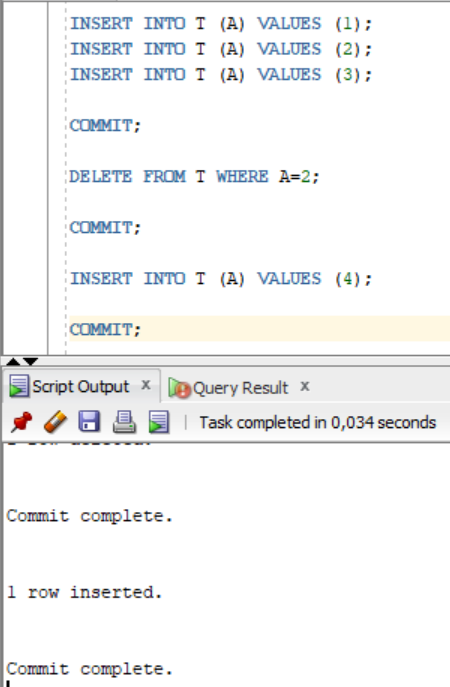 INSERT INTO T (A) VALUES (1);
INSERT INTO T (A) VALUES (2);
INSERT INTO T (A) VALUES (3);
COMMIT;
DELETE FROM T WHERE A=2;
COMMIT;
INSERT INTO T (A) VALUES (4);
COMMIT;
Script Output x Query Result x
Task completed in 0,034 seconds
Commit complete.
1 row inserted.
Commit complete.